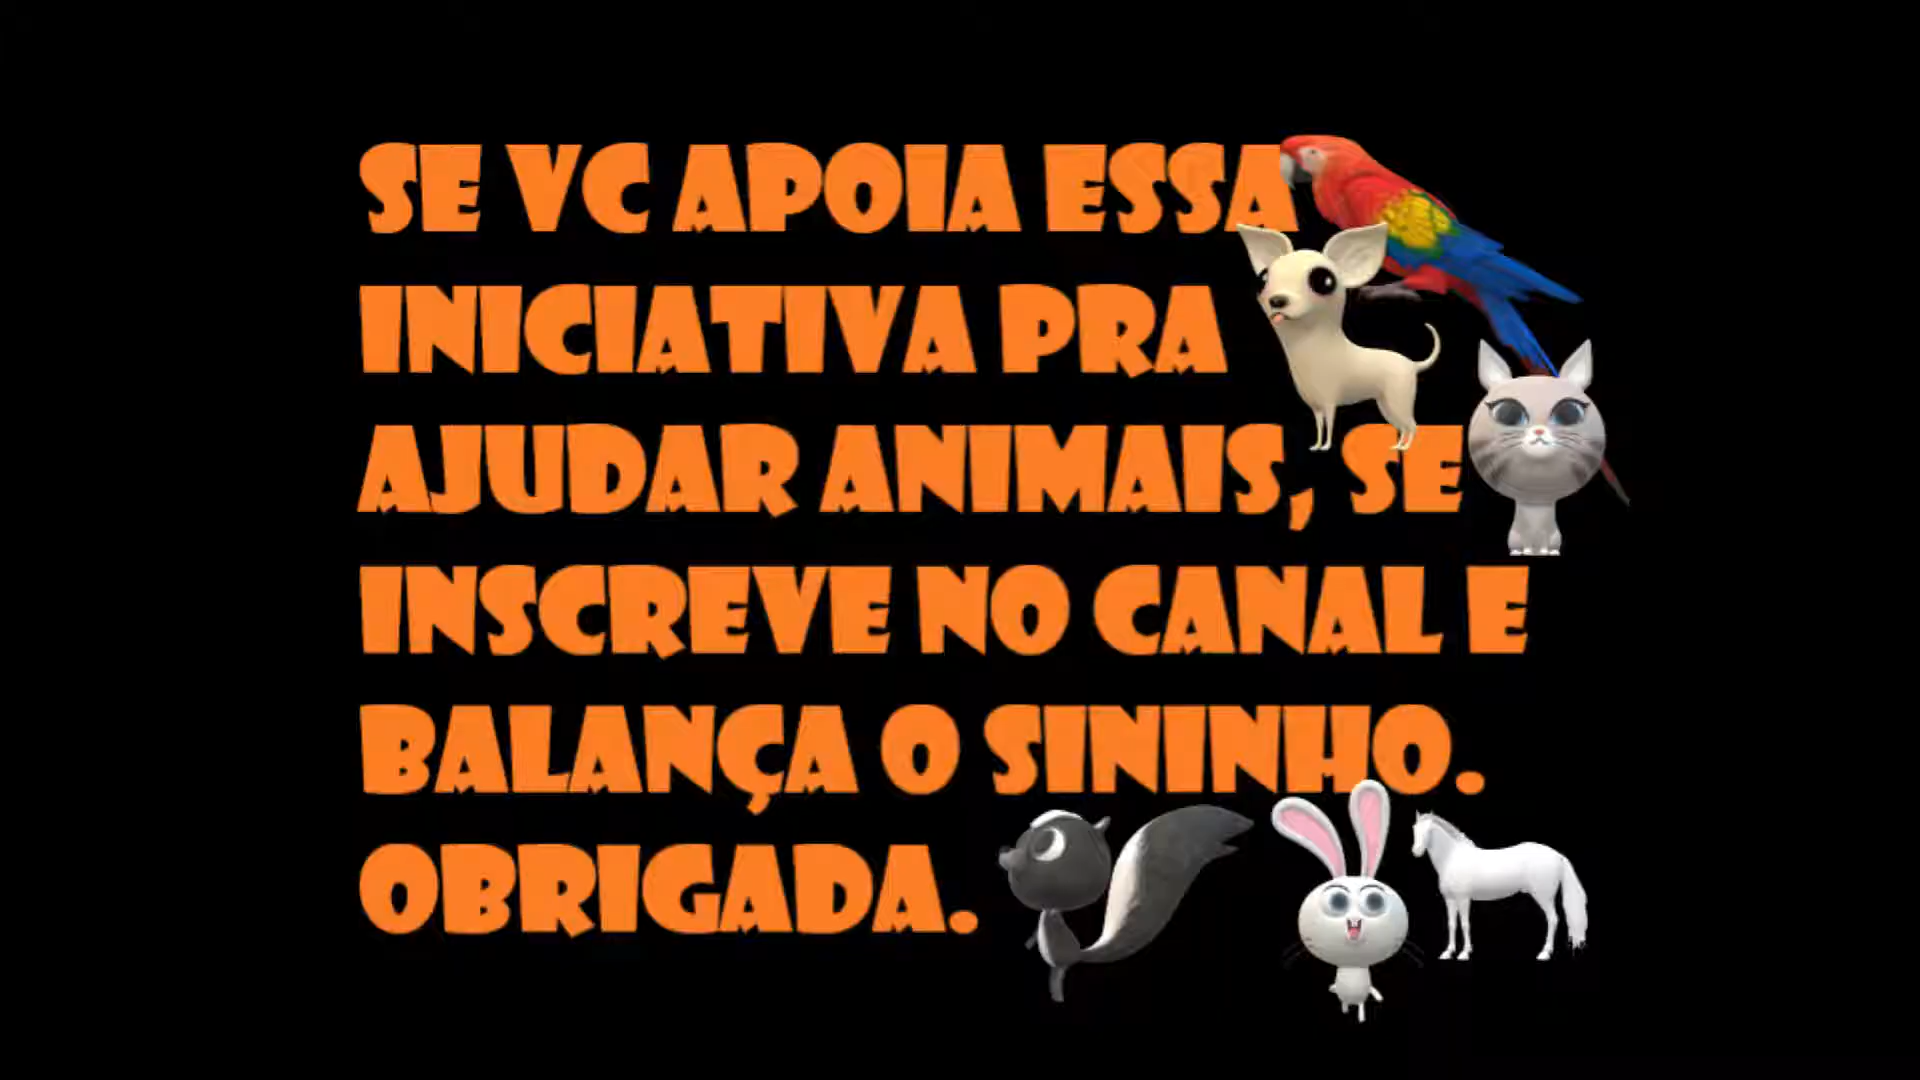 SE VC APOIA ESSA
INICIATIVA PRA
AJUDAR ANIMAIS, SE
INSCREVE NO CANAL E
BALANÇA O SININHO.
OBRIGADA.